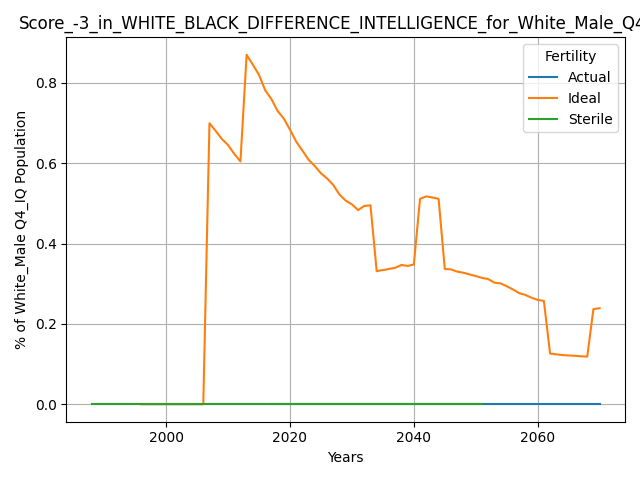 Score_-3_in_WHITE_BLACK_DIFFERENCE_INTELLIGENCE_for_White_Male_Q4
Fertility
Actual
Ideal
Sterile
% of White_Male Q4_IQ Population
0.8
0.6
0.4
0.2
0.0
2000 2020 2040 2060
Years